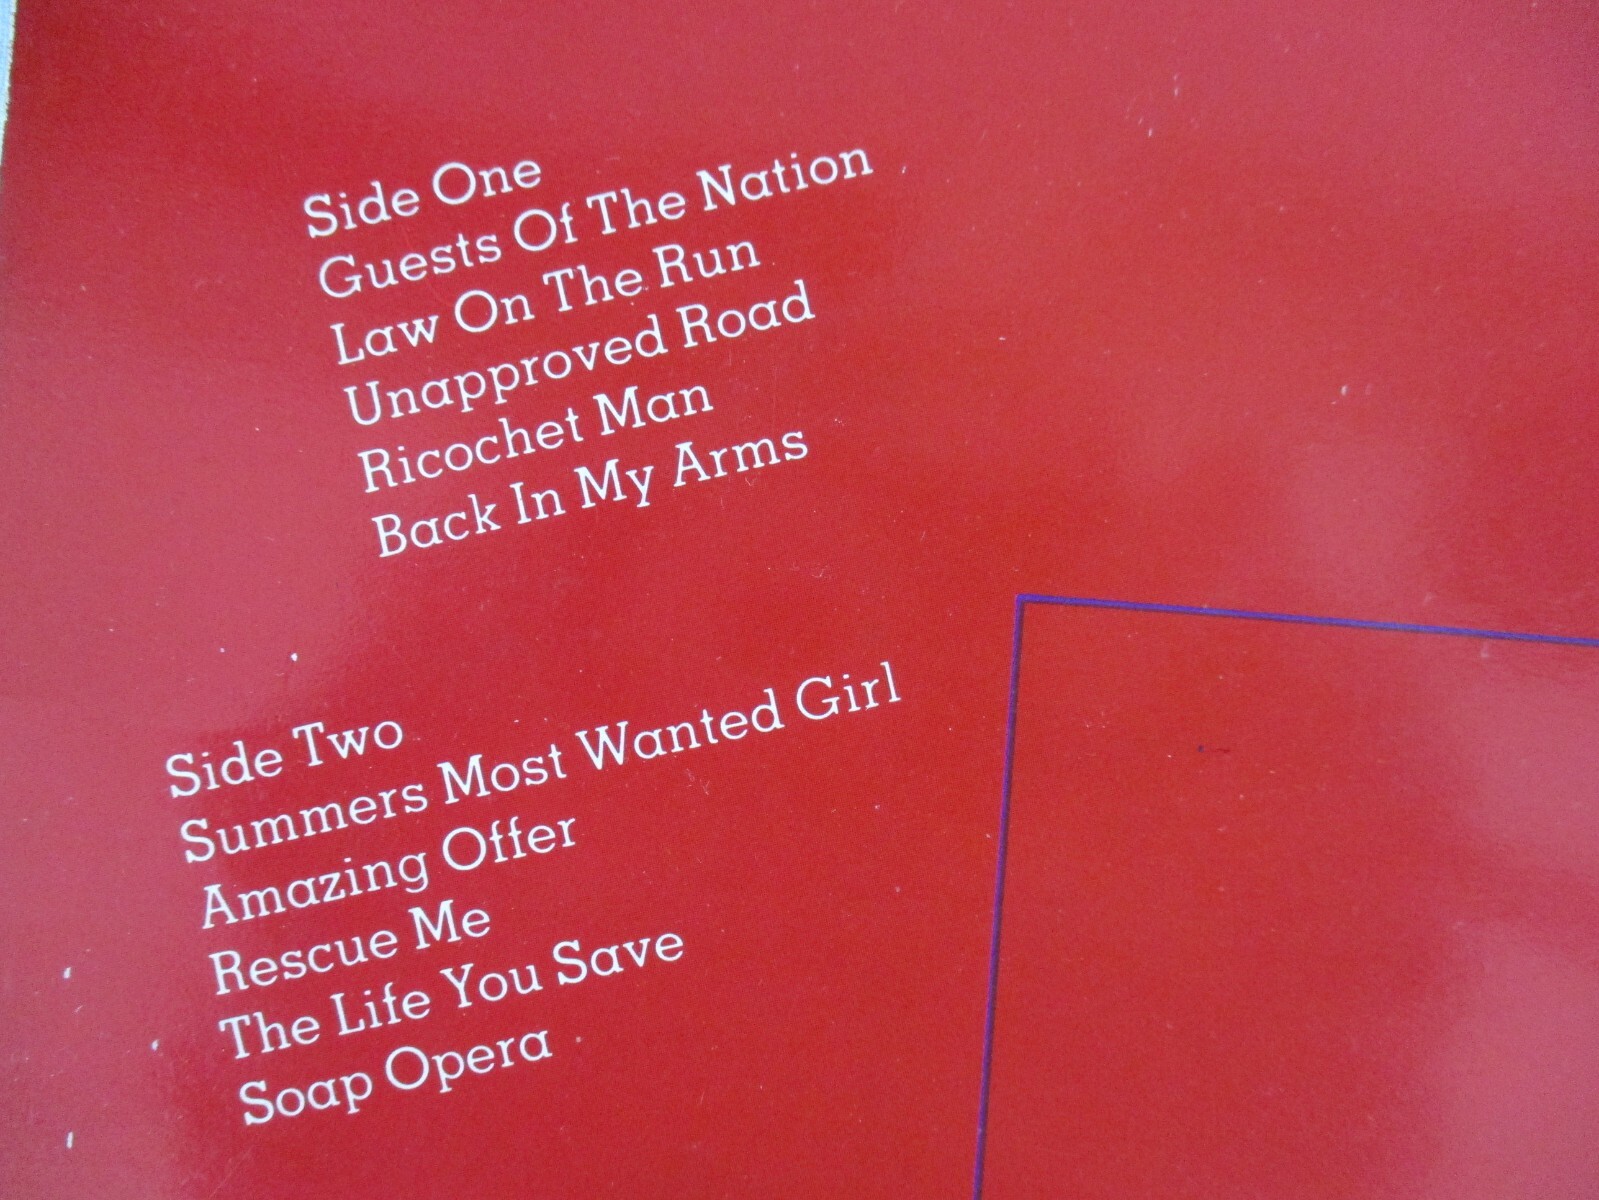 Side One
Guests Of The Nation
Law On The Run
Unapproved Road
Ricochet Man
Back In My Arms
Side Two
Summers Most Wanted Girl
Amazing Offer
Rescue Me
The Life You Save
Soap Opera